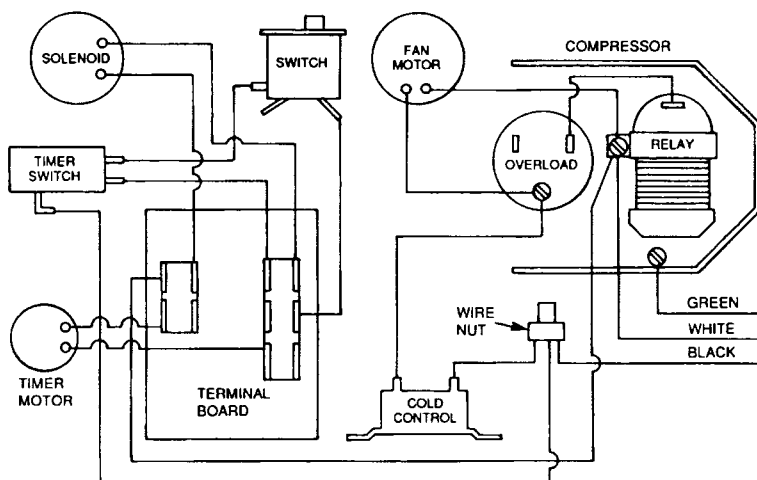 SOLENOID
SWITCH
FAN
MOTOR
COMPRESSOR
TIMER
SWITCH
OVERLOAD
RELAY
WIRE
NUT
GREEN
WHITE
BLACK
TIMER
MOTOR
TERMINAL
BOARD
COLD
CONTROL